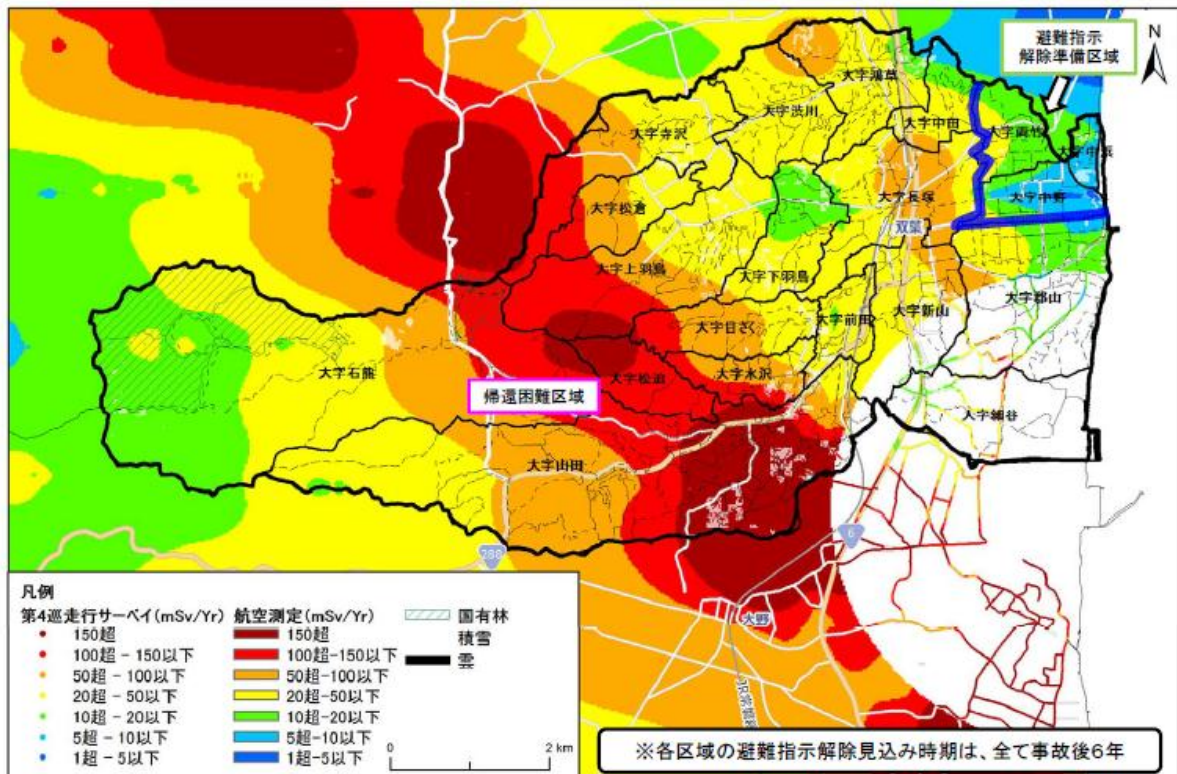 避難指示
解除準備区域
N
大字鴻草
大字渋川
大字中田
大字両竹
大字寺沢
大字中浜
大字松倉
大字長塚
大字中野
双葉
大字上羽鳥
大字下羽鳥
大字郡山
大字目さく
大字前田
大字新山
大字石熊
大字松迫
大字水沢
帰還困難区域
大字細谷
大字山田
6
288
大野
JR常磐線
凡例
第4巡走行サーベイ(mSv/Yr) 航空測定(mSv/Yr) 国有林
150超 150超 積雪
100超 - 150以下 100超-150以下 雲
50超 - 100以下 50超-100以下
20超 - 50以下 20超-50以下
10超 - 20以下 10超-20以下
5超 - 10以下 5超-10以下
1超 - 5以下 1超-5以下
0 2 km
※各区域の避難指示解除見込み時期は、全て事故後6年